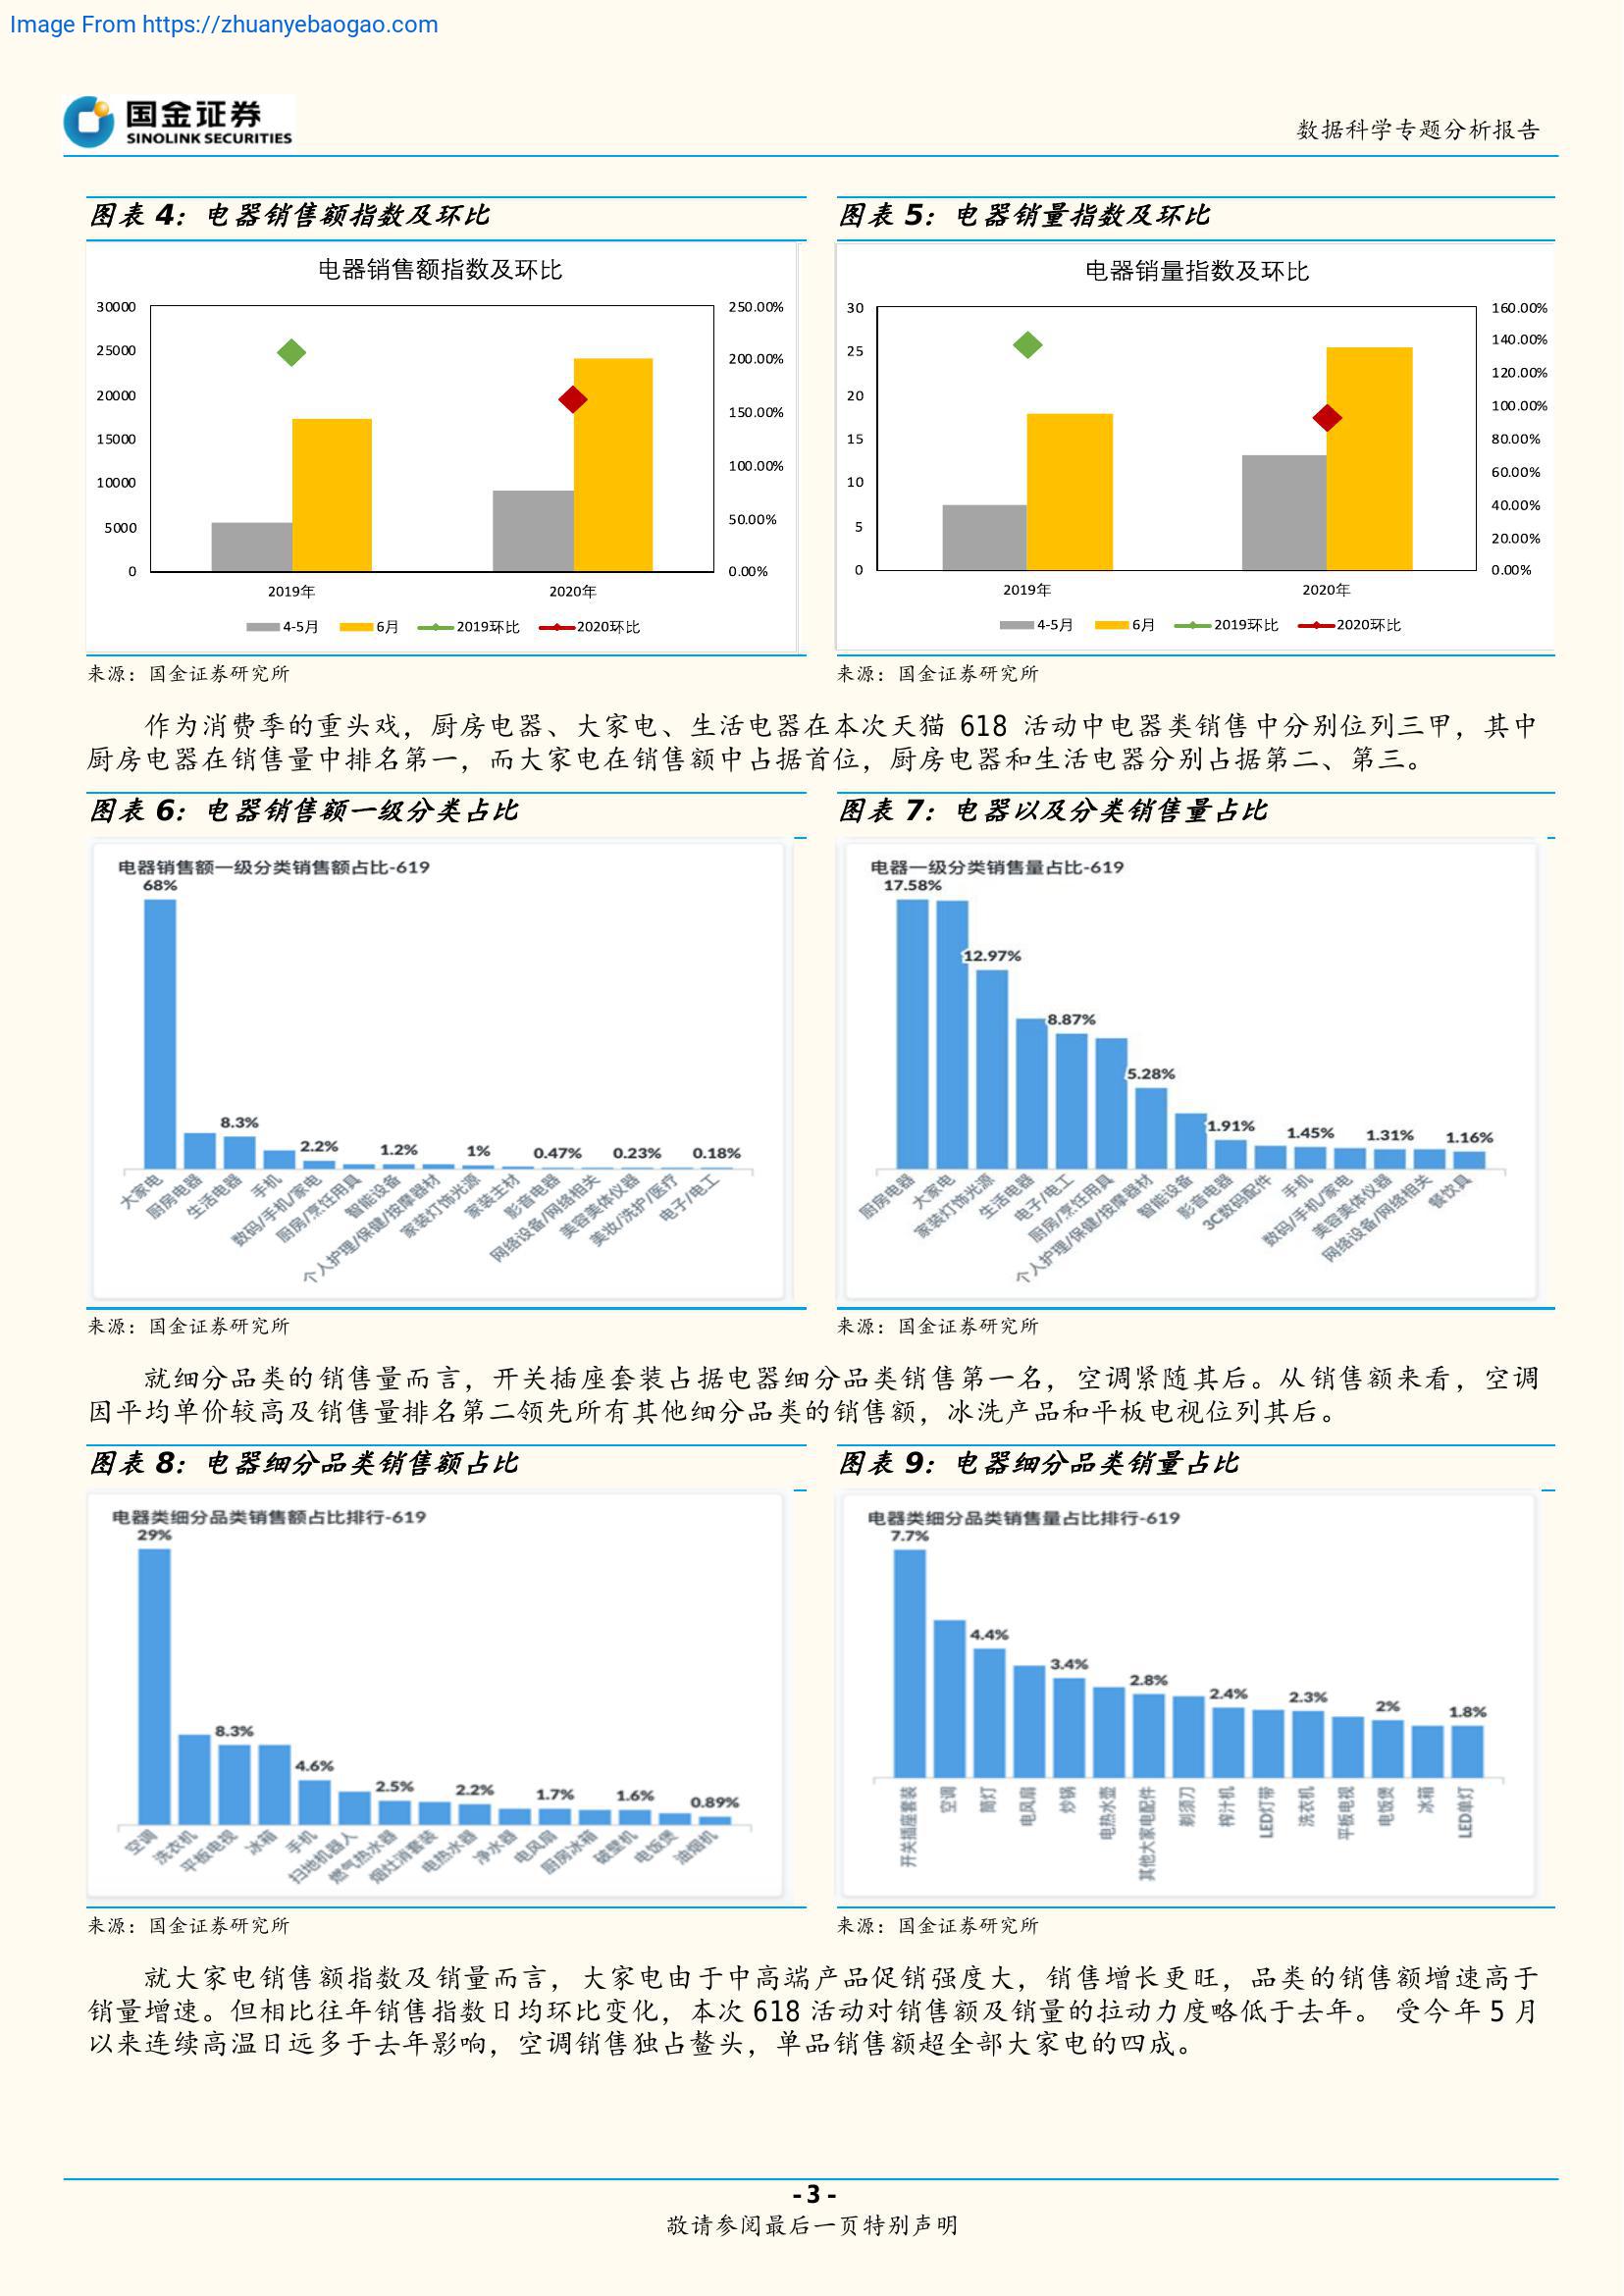 Image From https://zhuanyebaogao.com
国金证券
SINOLINK SECURITIES
数据科学专题分析报告
图表 4：电器销售额指数及环比
电器销售额指数及环比
30000
25000
20000
15000
10000
5000
0
250.00%
200.00%
150.00%
100.00%
50.00%
0.00%
2019年 2020年
4-5月 6月 2019环比 2020环比
来源：国金证券研究所
图表 5：电器销量指数及环比
电器销量指数及环比
30
25
20
15
10
5
0
160.00%
140.00%
120.00%
100.00%
80.00%
60.00%
40.00%
20.00%
0.00%
2019年 2020年
4-5月 6月 2019环比 2020环比
来源：国金证券研究所
作为消费季的重头戏，厨房电器、大家电、生活电器在本次天猫 618 活动中电器类销售中分别位列三甲，其中
厨房电器在销售量中排名第一，而大家电在销售额中占据首位，厨房电器和生活电器分别占据第二、第三。
图表 6：电器销售额一级分类占比
电器销售额一级分类销售额占比-619
68% 8.3% 2.2% 1.2% 1% 0.47% 0.23% 0.18%
大家电 厨房电器 生活电器 手机 数码/手机/家电 厨房/烹饪用具 智能设备 个人护理/保健/按摩器材 家装灯饰光源 家装主材 影音电器 网络设备/网络相关 美容美体仪器 美妆/洗护/医疗 电子/电工
来源：国金证券研究所
图表 7：电器以及分类销售量占比
电器一级分类销售量占比-619
17.58% 12.97% 8.87% 5.28% 1.91% 1.45% 1.31% 1.16%
厨房电器 大家电 家装灯饰光源 生活电器 电子/电工 厨房/烹饪用具 个人护理/保健/按摩器材 智能设备 影音电器 3C数码配件 手机 数码/手机/家电 美容美体仪器 网络设备/网络相关 餐饮具
来源：国金证券研究所
就细分品类的销售量而言，开关插座套装占据电器细分品类销售第一名，空调紧随其后。从销售额来看，空调
因平均单价较高及销售量排名第二领先所有其他细分品类的销售额，冰洗产品和平板电视位列其后。
图表 8：电器细分品类销售额占比
电器类细分品类销售额占比排行-619
29% 8.3% 4.6% 2.5% 2.2% 1.7% 1.6% 0.89%
空调 洗衣机 平板电视 冰箱 手机 扫地机器人 燃气热水器 烟灶消套装 电热水器 净水器 电风扇 厨房冰箱 破壁机 电饭煲 油烟机
来源：国金证券研究所
图表 9：电器细分品类销量占比
电器类细分品类销售量占比排行-619
7.7% 4.4% 3.4% 2.8% 2.4% 2.3% 2% 1.8%
开关插座套装 空调 筒灯 电风扇 炒锅 电热水壶 其他大家电配件 剃须刀 榨汁机 LED灯带 洗衣机 平板电视 电饭煲 冰箱 LED单灯
来源：国金证券研究所
就大家电销售额指数及销量而言，大家电由于中高端产品促销强度大，销售增长更旺，品类的销售额增速高于
销量增速。但相比往年销售指数日均环比变化，本次 618 活动对销售额及销量的拉动力度略低于去年。 受今年 5 月
以来连续高温日远多于去年影响，空调销售独占鳌头，单品销售额超全部大家电的四成。
- 3 -
敬请参阅最后一页特别声明